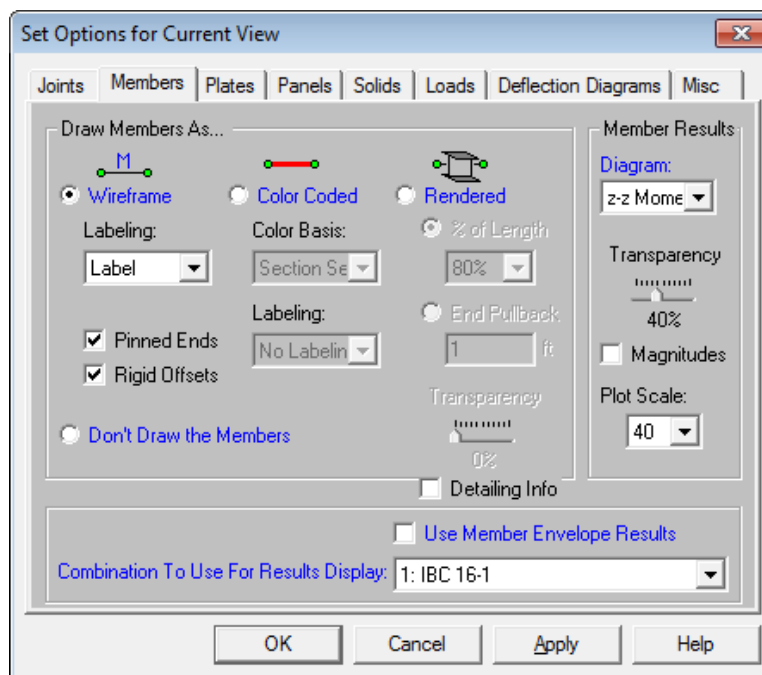 Set Options for Current View
Joints Members Plates Panels Solids Loads Deflection Diagrams Misc
Draw Members As...
M
Wireframe Color Coded Rendered
Labeling: Color Basis: % of Length
Label Section Se 80%
Labeling: End Pullback
Pinned Ends No Labelin 1 ft
Rigid Offsets
Transparency
Don't Draw the Members
0%
Detailing Info
Member Results
Diagram:
z-z Mome
Transparency
40%
Magnitudes
Plot Scale:
40
Use Member Envelope Results
Combination To Use For Results Display: 1: IBC 16-1
OK Cancel Apply Help